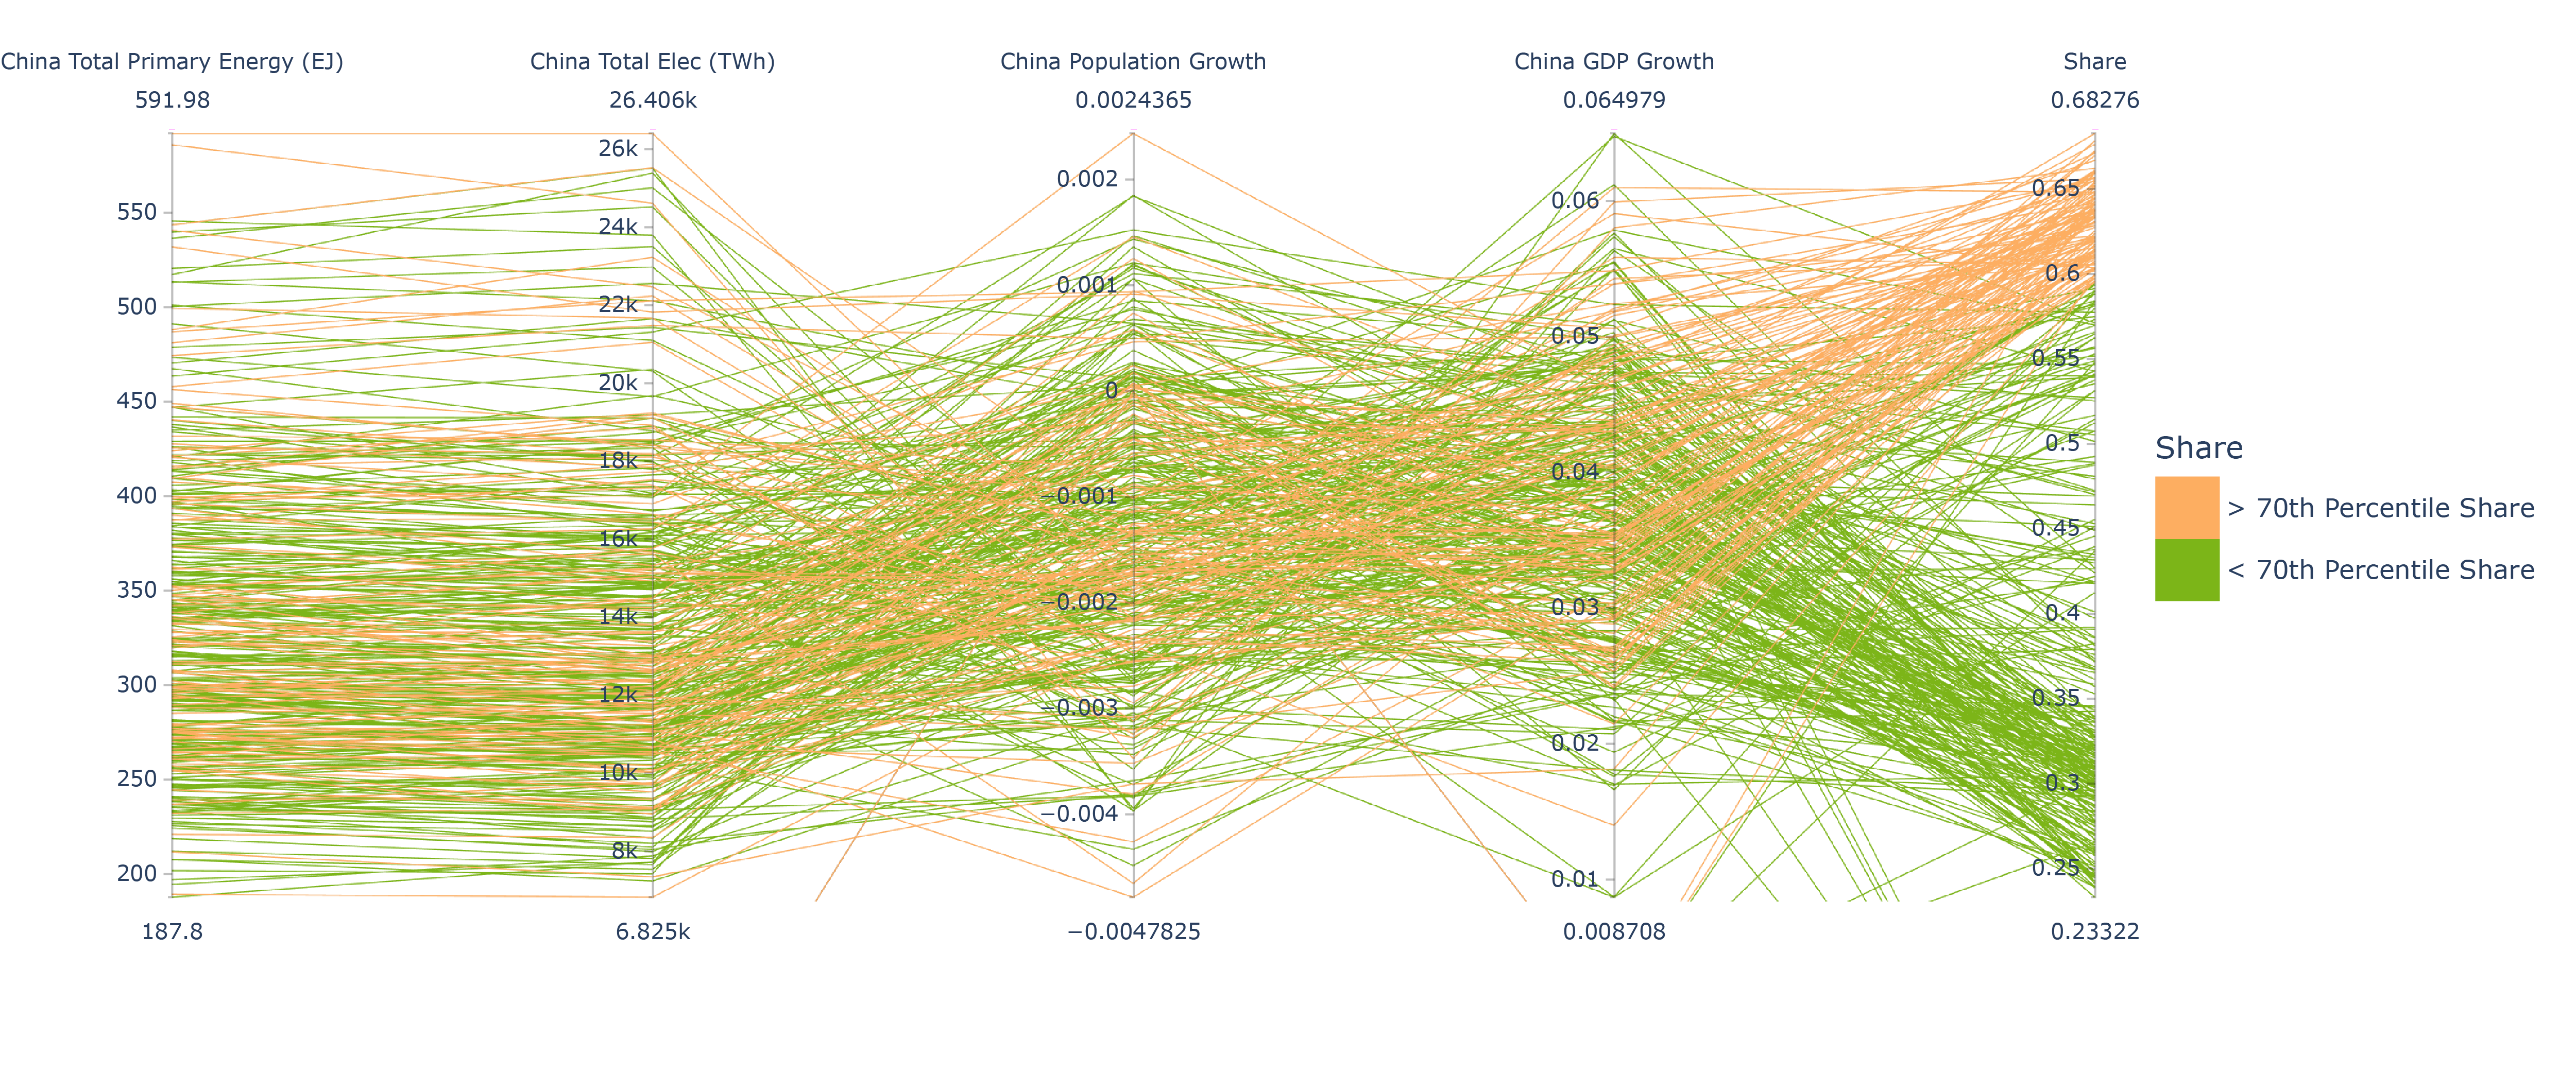 China Total Primary Energy (EJ)
China Total Elec (TWh)
China Population Growth
China GDP Growth
Share
591.98
26.406k
0.0024365
0.064979
0.68276
550
500
450
400
350
300
250
200
26k
24k
22k
20k
18k
16k
14k
12k
10k
8k
0.002
0.001
0
−0.001
−0.002
−0.003
−0.004
0.06
0.05
0.04
0.03
0.02
0.01
0.65
0.6
0.55
0.5
0.45
0.4
0.35
0.3
0.25
187.8
6.825k
−0.0047825
0.008708
0.23322
Share
> 70th Percentile Share
< 70th Percentile Share